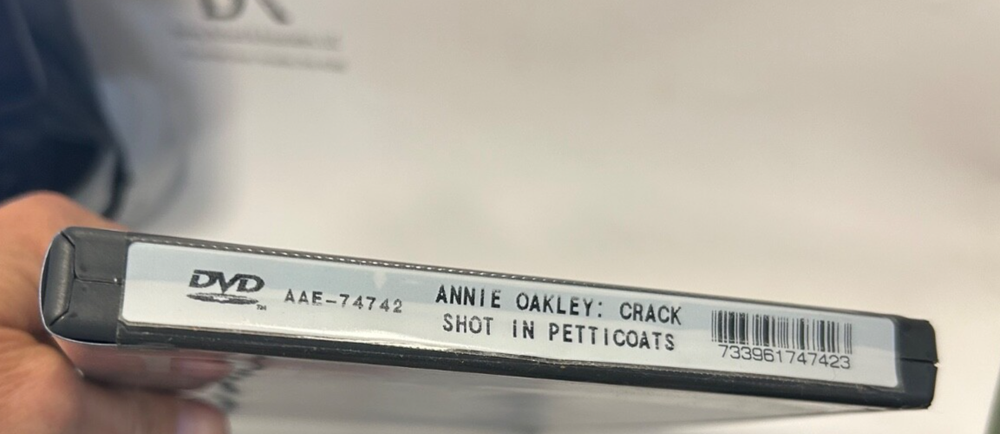 DVD
AAE-74742
ANNIE OAKLEY: CRACK
SHOT IN PETTICOATS
733961747423